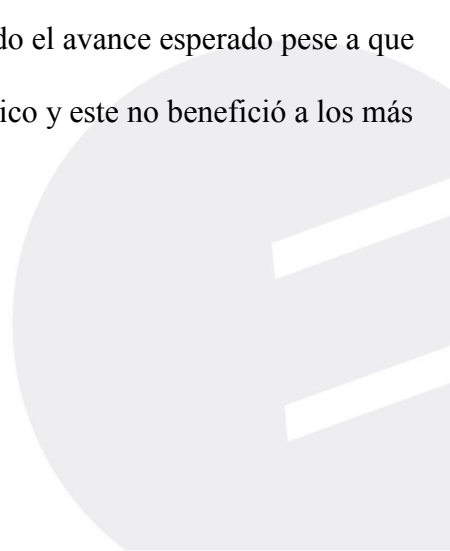 do el avance esperado pese a que
ico y este no benefició a los más